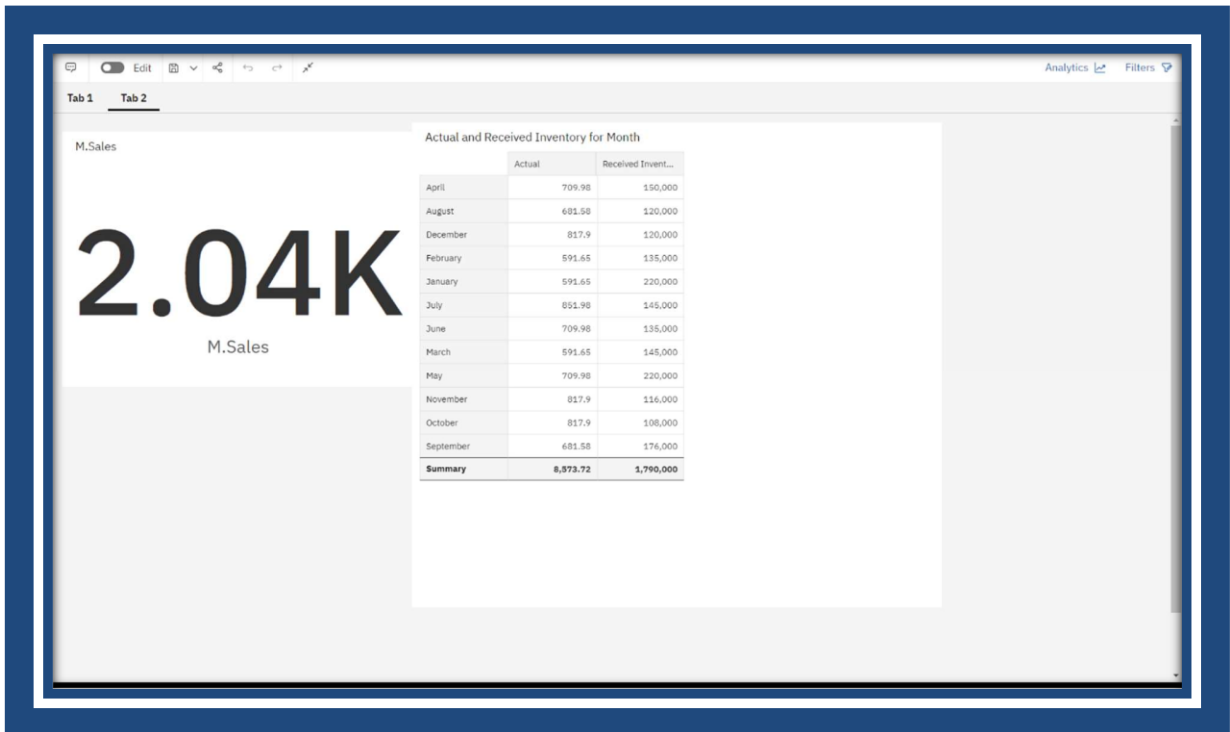 Edit
Analytics
Filters
Tab 1 Tab 2
M.Sales
2.04K
M.Sales
Actual and Received Inventory for Month
Actual Received Invent...
April 709.98 150,000
August 681.58 120,000
December 817.9 120,000
February 591.65 135,000
January 591.65 220,000
July 851.98 145,000
June 709.98 135,000
March 591.65 145,000
May 709.98 220,000
November 817.9 116,000
October 817.9 108,000
September 681.58 176,000
Summary 8,573.72 1,790,000